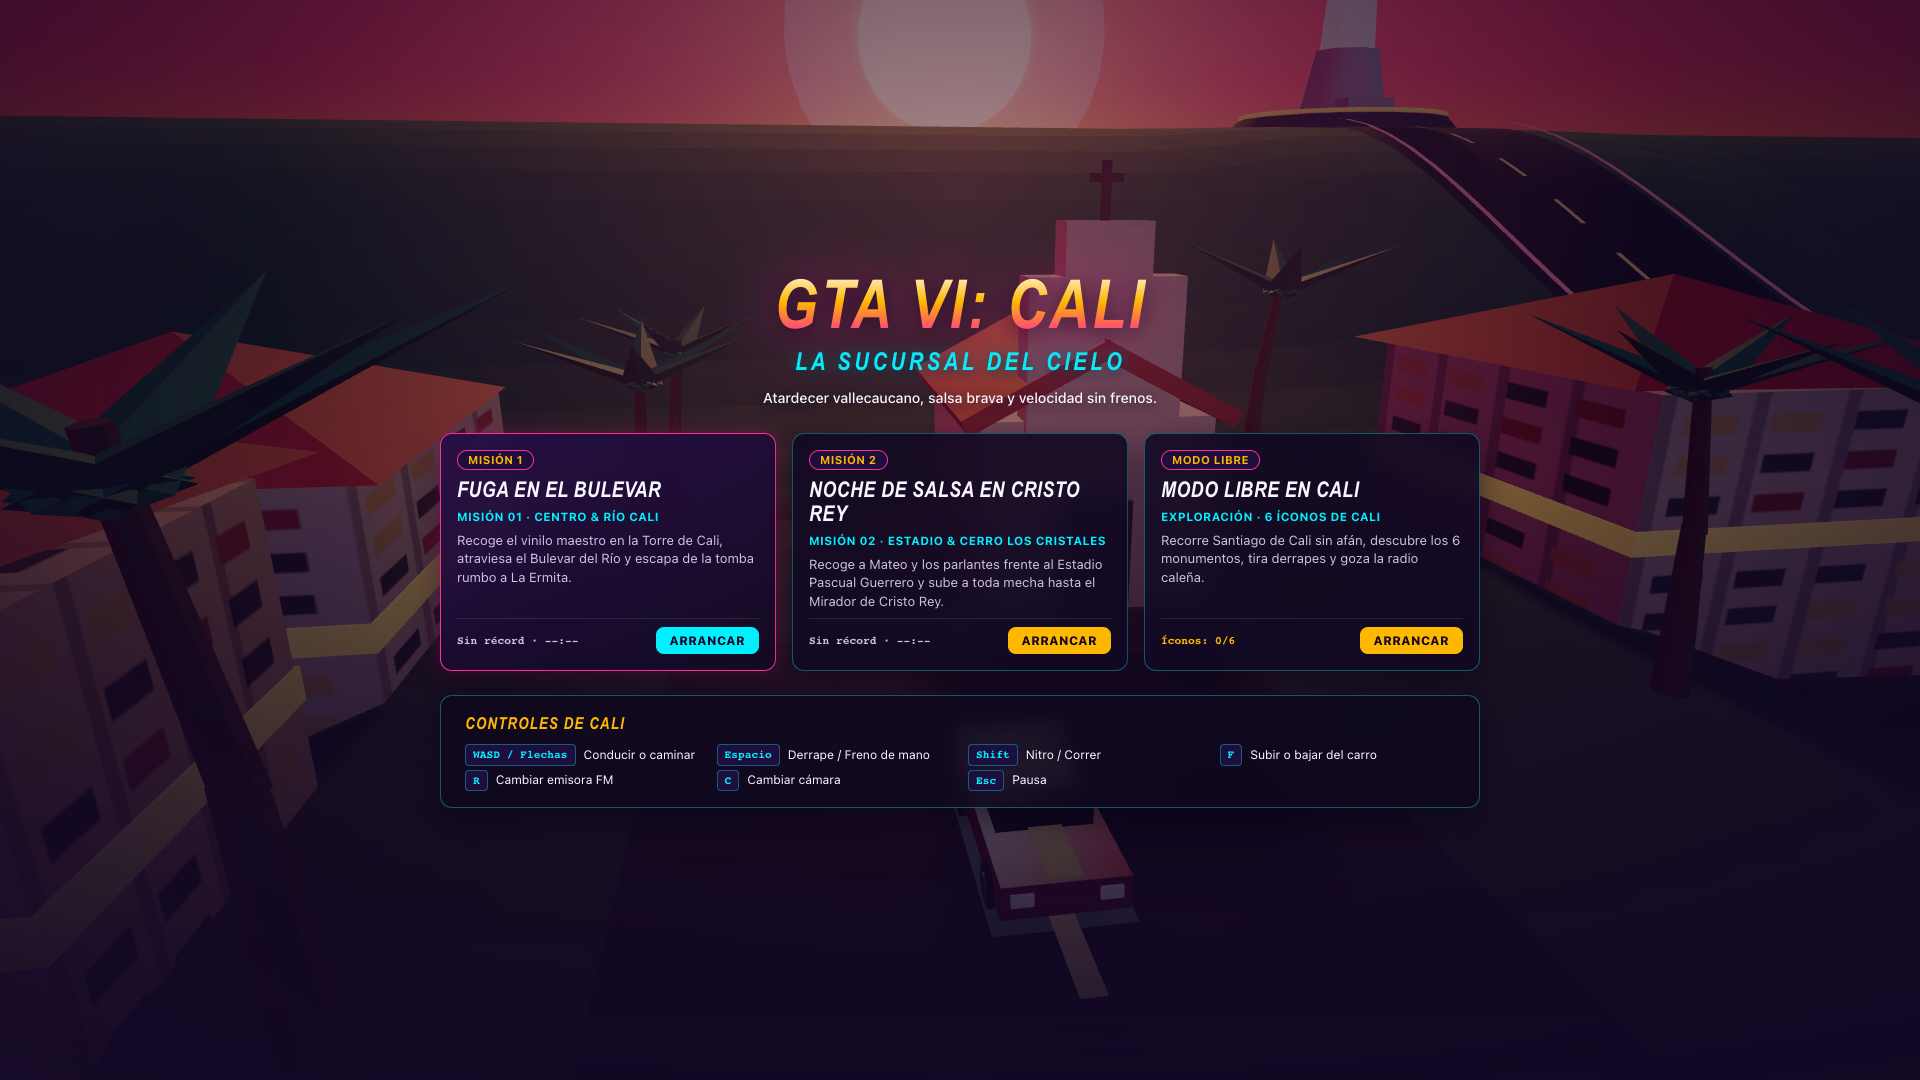 GTA VI: CALI
LA SUCURSAL DEL CIELO
Atardecer vallecaucano, salsa brava y velocidad sin frenos.
MISIÓN 1
FUGA EN EL BULEVAR
MISIÓN 01 · CENTRO & RÍO CALI
Recoge el vinilo maestro en la Torre de Cali,
atraviesa el Bulevar del Río y escapa de la tomba
rumbo a La Ermita.
Sin récord · --:--
ARRANCAR
MISIÓN 2
NOCHE DE SALSA EN CRISTO
REY
MISIÓN 02 · ESTADIO & CERRO LOS CRISTALES
Recoge a Mateo y los parlantes frente al Estadio
Pascual Guerrero y sube a toda mecha hasta el
Mirador de Cristo Rey.
Sin récord · --:--
ARRANCAR
MODO LIBRE
MODO LIBRE EN CALI
EXPLORACIÓN · 6 ÍCONOS DE CALI
Recorre Santiago de Cali sin afán, descubre los 6
monumentos, tira derrapes y goza la radio
caleña.
Íconos: 0/6
ARRANCAR
CONTROLES DE CALI
WASD / Flechas Conducir o caminar
Espacio Derrape / Freno de mano
Shift Nitro / Correr
F Subir o bajar del carro
R Cambiar emisora FM
C Cambiar cámara
Esc Pausa